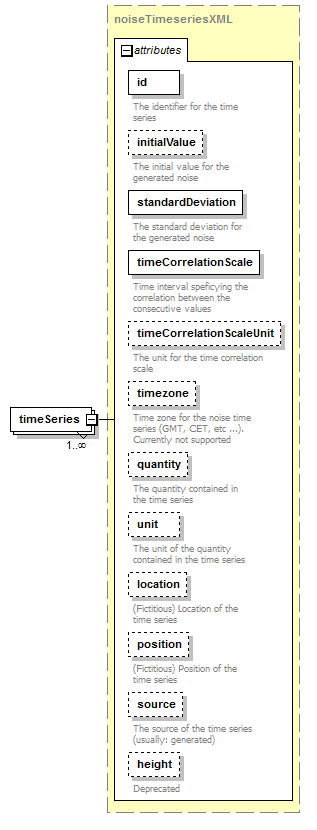 noiseTimeseriesXML
attributes
id
The identifier for the time
series
initialValue
The initial value for the
generated noise
standardDeviation
The standard deviation for
the generated noise
timeCorrelationScale
Time interval speficying the
correlation between the
consecutive values
timeCorrelationScaleUnit
The unit for the time correlation
scale
timezone
Time zone for the noise time
series (GMT, CET, etc ...).
Currently not supported
timeSeries
1..∞
quantity
The quantity contained in
the time series
unit
The unit of the quantity
contained in the time series
location
(Fictitious) Location of the
time series
position
(Fictitious) Position of the
time series
source
The source of the time series
(usually: generated)
height
Deprecated